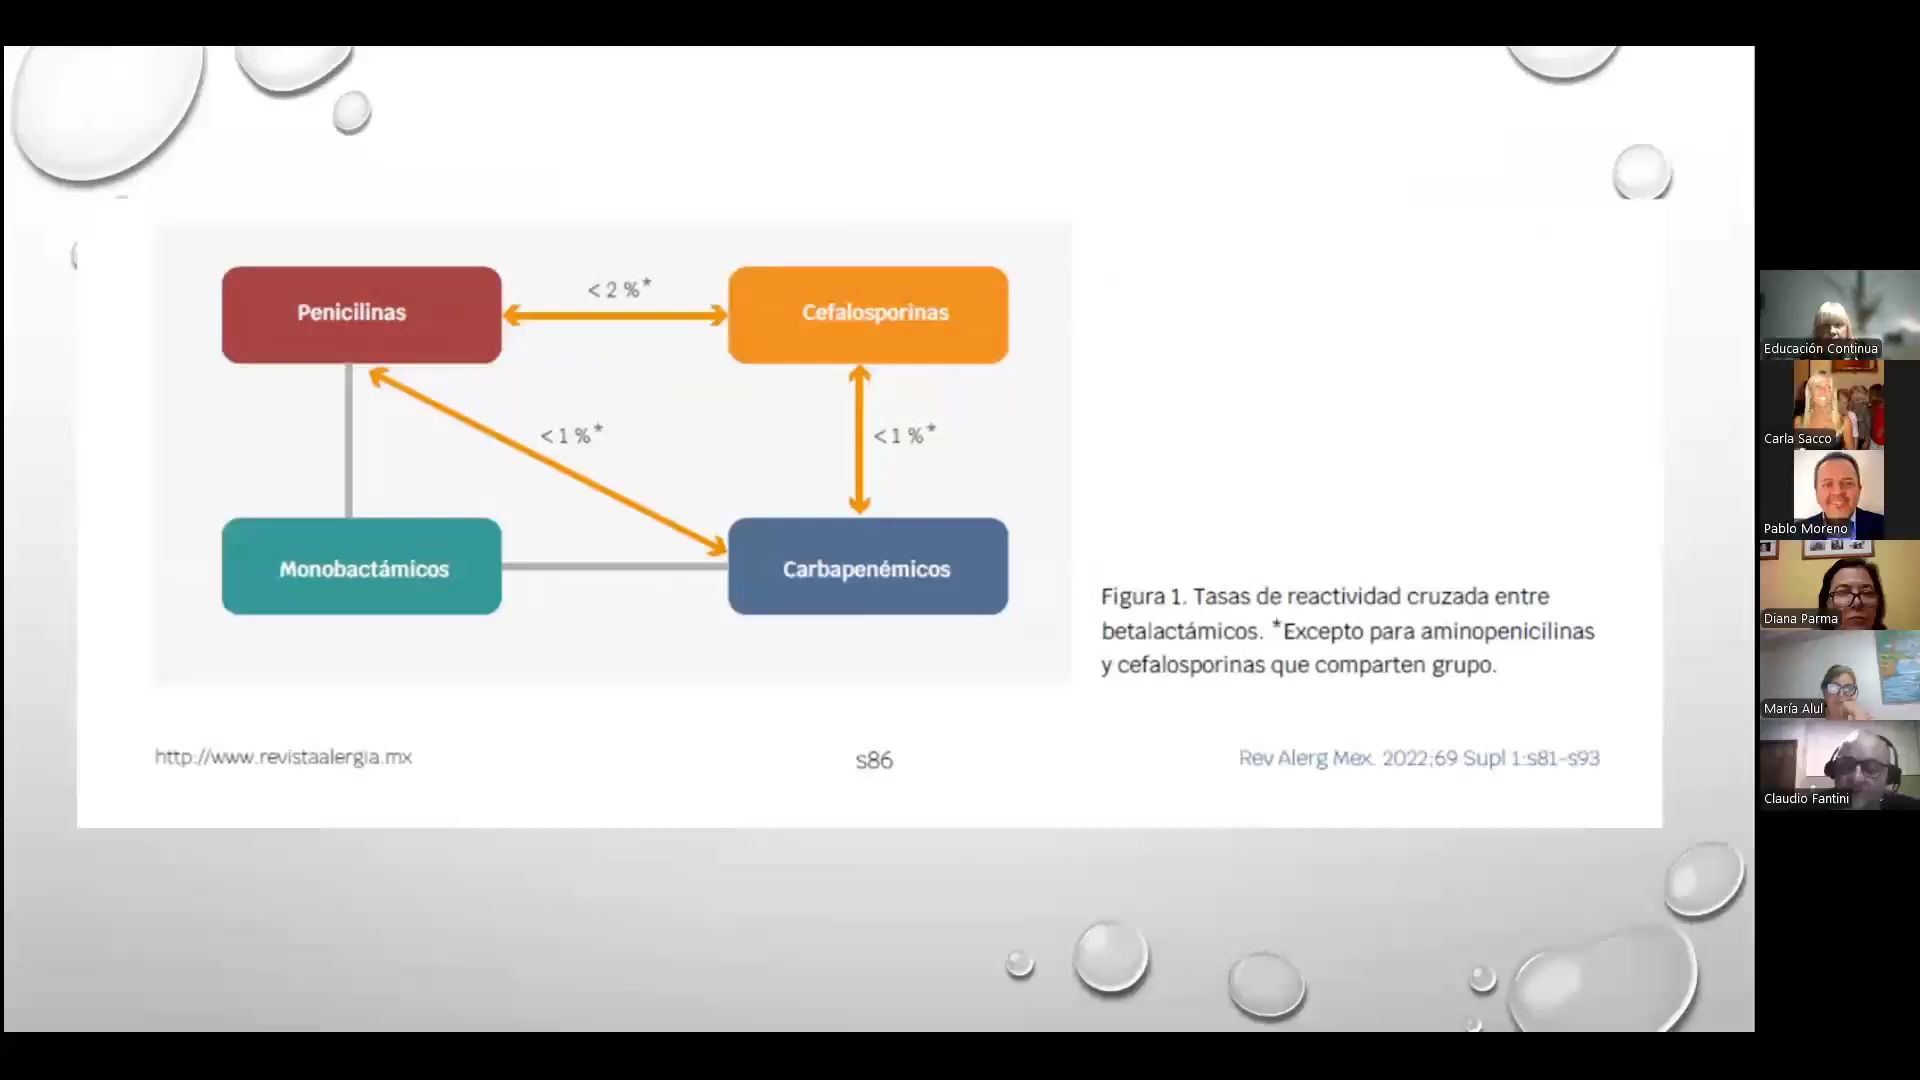 Penicilinas
< 2 %*
Cefalosporinas
< 1 %*
< 1 %*
Monobactámicos
Carbapenémicos
Figura 1. Tasas de reactividad cruzada entre
betalactámicos. *Excepto para aminopenicilinas
y cefalosporinas que comparten grupo.
http://www.revistaalergia.mx
s86
Rev Alerg Mex. 2022;69 Supl 1:s81-s93
Educación Continua
Carla Sacco
Pablo Moreno
Diana Parma
María Alul
Claudio Fantini